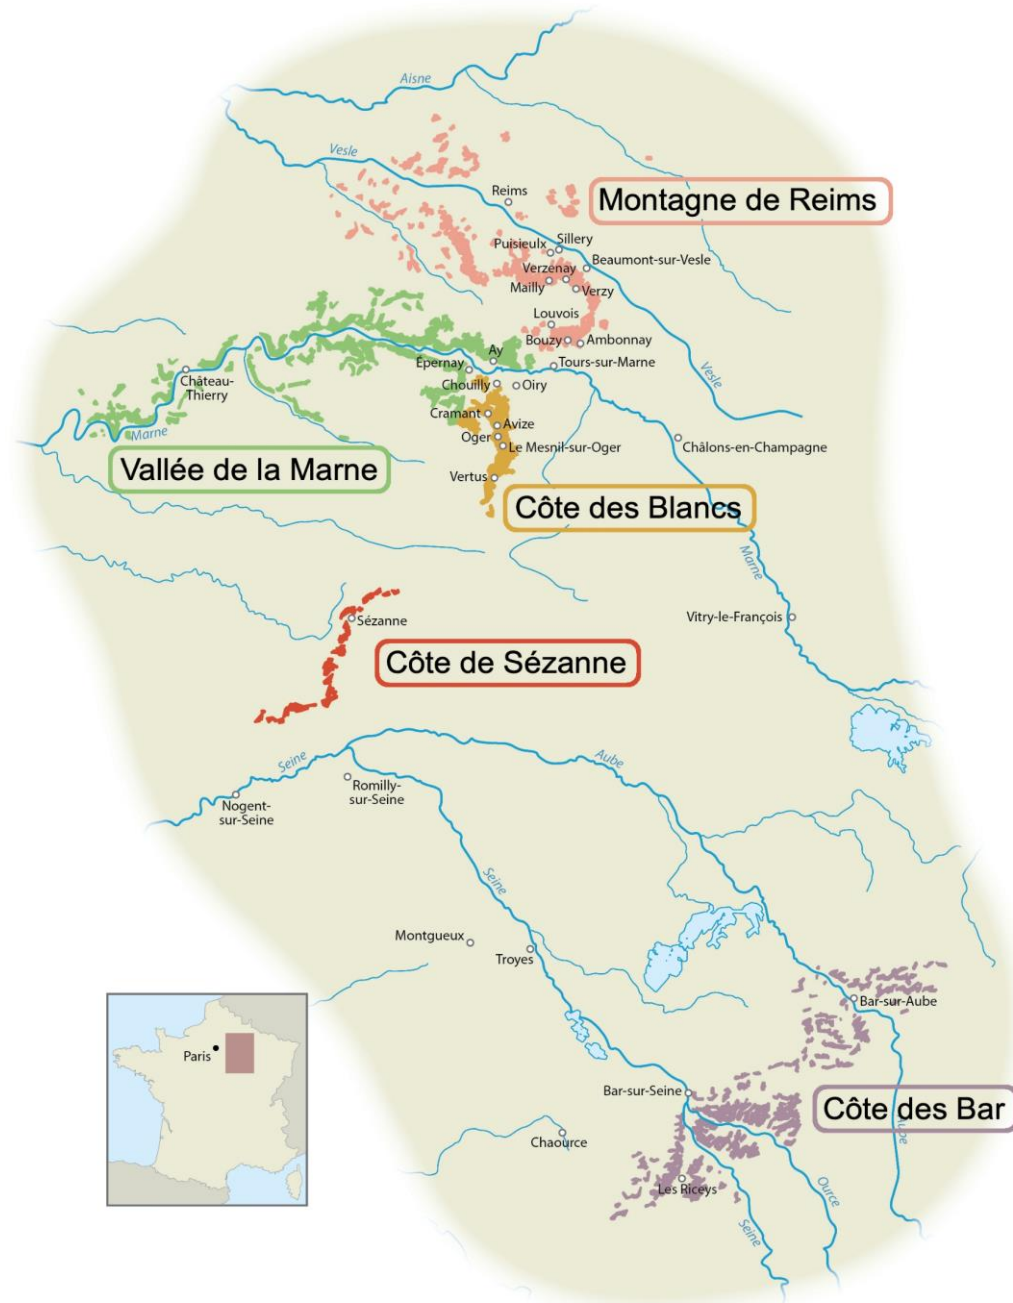 Aisne
Vesle
Reims
Montagne de Reims
Puisieulx
Sillery
Beaumont-sur-Vesle
Verzenay
Mailly
Verzy
Louvois
Bouzy
Ambonnay
Ay
Tours-sur-Marne
Épernay
Château-
Thierry
Chouilly
Oiry
Vesle
Cramant
Avize
Marne
Oger
Le Mesnil-sur-Oger
Châlons-en-Champagne
Vallée de la Marne
Vertus
Côte des Blancs
Marne
Sézanne
Vitry-le-François
Côte de Sézanne
Seine
Aube
Romilly-
sur-Seine
Nogent-
sur-Seine
Seine
Montgueux
Troyes
Bar-sur-Aube
Paris
Bar-sur-Seine
Côte des Bar
Aube
Chaource
Les Riceys
Ource
Seine